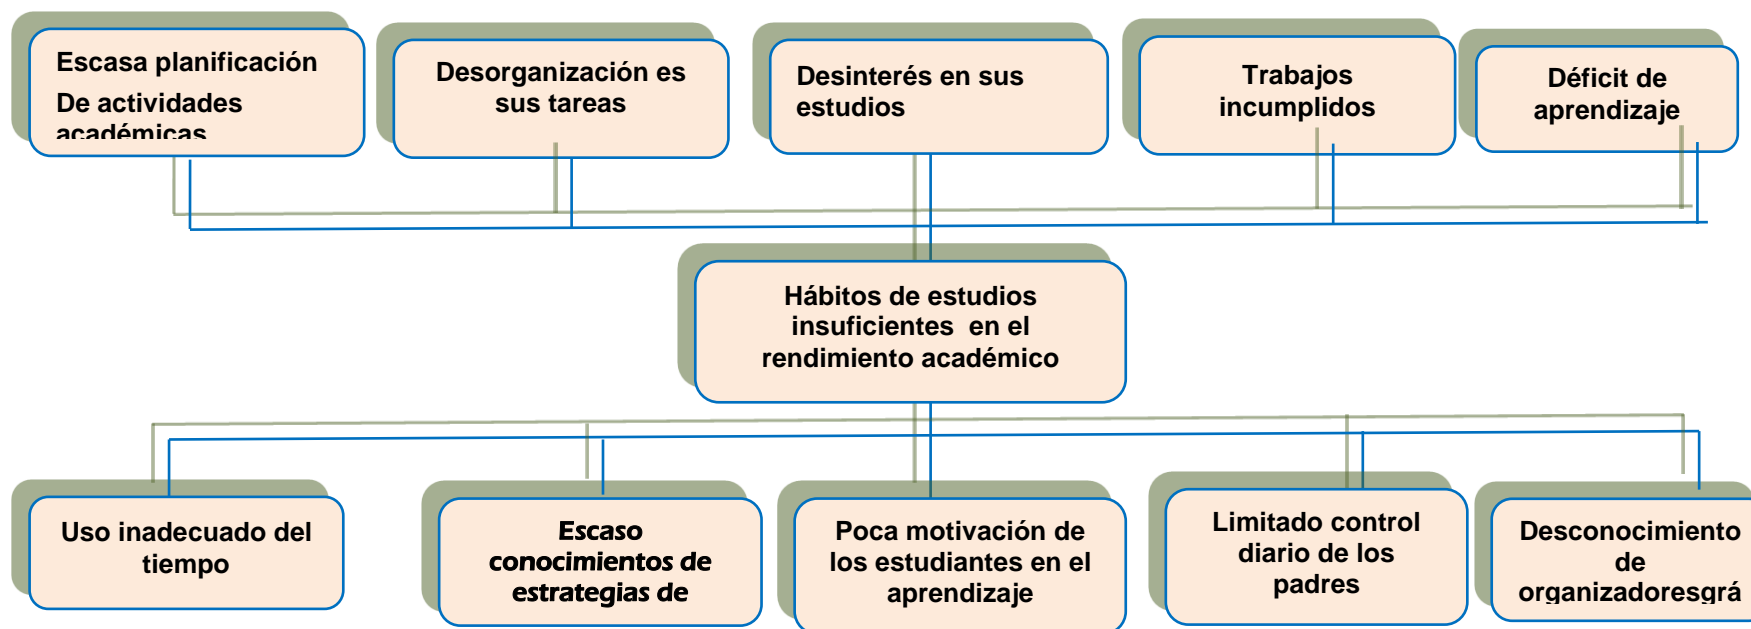 Escasa planificación
De actividades
académicas
Desorganización es
sus tareas
Desinterés en sus
estudios
Trabajos
incumplidos
Déficit de
aprendizaje
Hábitos de estudios
insuficientes en el
rendimiento académico
Uso inadecuado del
tiempo
Escaso
conocimientos de
estrategias de
Poca motivación de
los estudiantes en el
aprendizaje
Limitado control
diario de los
padres
Desconocimiento
de
organizadoresgrá